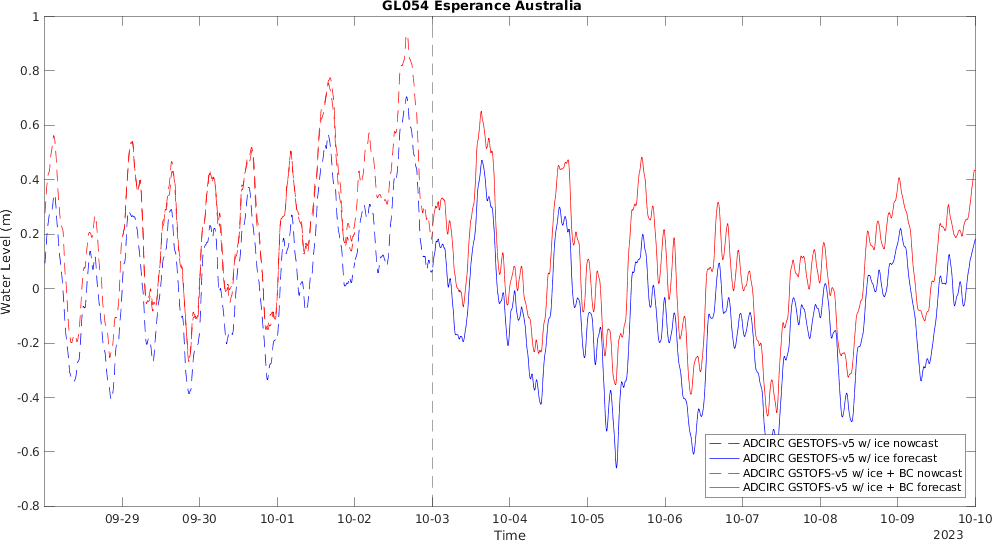 GL054 Esperance Australia
Water Level (m)
1
0.8
0.6
0.4
0.2
0
-0.2
-0.4
-0.6
-0.8
ADCIRC GESTOFS-v5 w/ ice nowcast
ADCIRC GESTOFS-v5 w/ ice forecast
ADCIRC GSTOFS-v5 w/ ice + BC nowcast
ADCIRC GSTOFS-v5 w/ ice + BC forecast
09-29 09-30 10-01 10-02 10-03 10-04 10-05 10-06 10-07 10-08 10-09 10-10
Time
2023